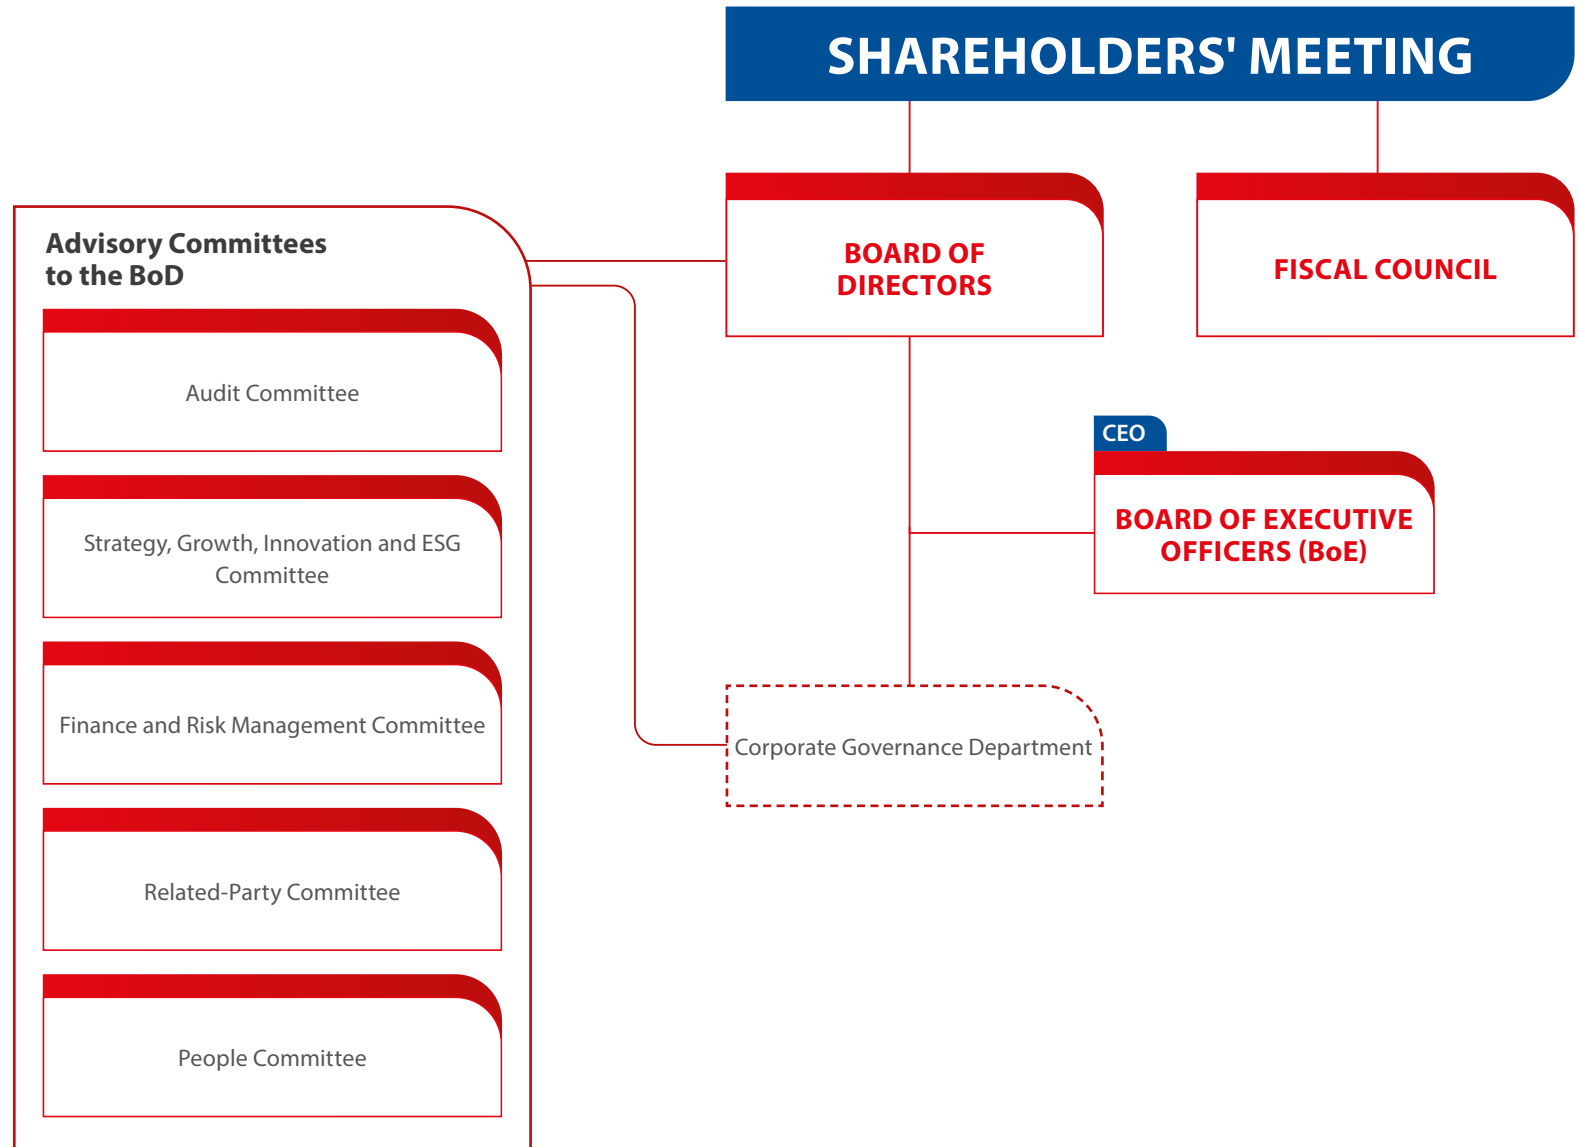 SHAREHOLDERS' MEETING
BOARD OF
DIRECTORS
FISCAL COUNCIL
Advisory Committees
to the BoD
Audit Committee
Strategy, Growth, Innovation and ESG
Committee
Finance and Risk Management Committee
Related-Party Committee
People Committee
CEO
BOARD OF EXECUTIVE
OFFICERS (BoE)
Corporate Governance Department